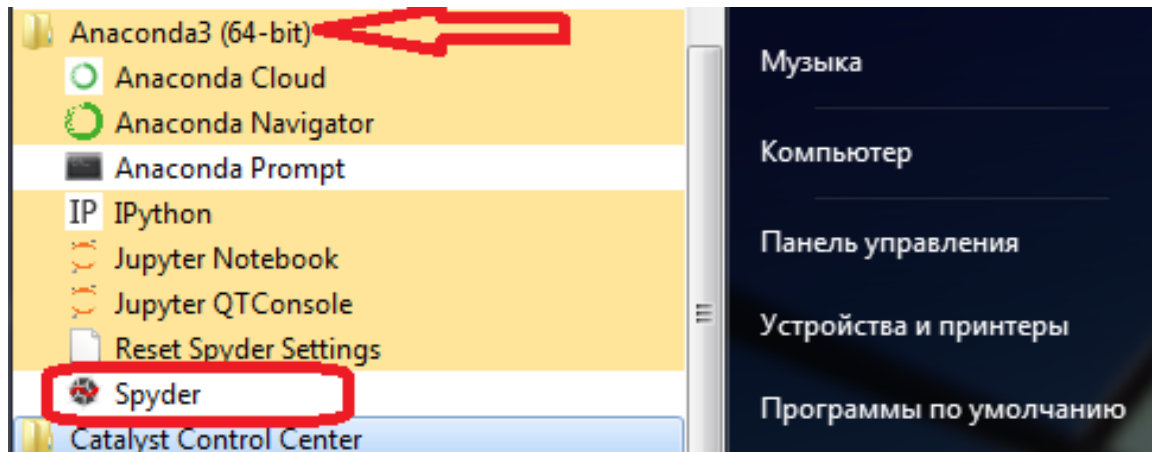 Anaconda3 (64-bit)
Anaconda Cloud
Anaconda Navigator
Anaconda Prompt
IP IPython
Jupyter Notebook
Jupyter QTConsole
Reset Spyder Settings
Spyder
Catalyst Control Center
Музыка
Компьютер
Панель управления
Устройства и принтеры
Программы по умолчанию